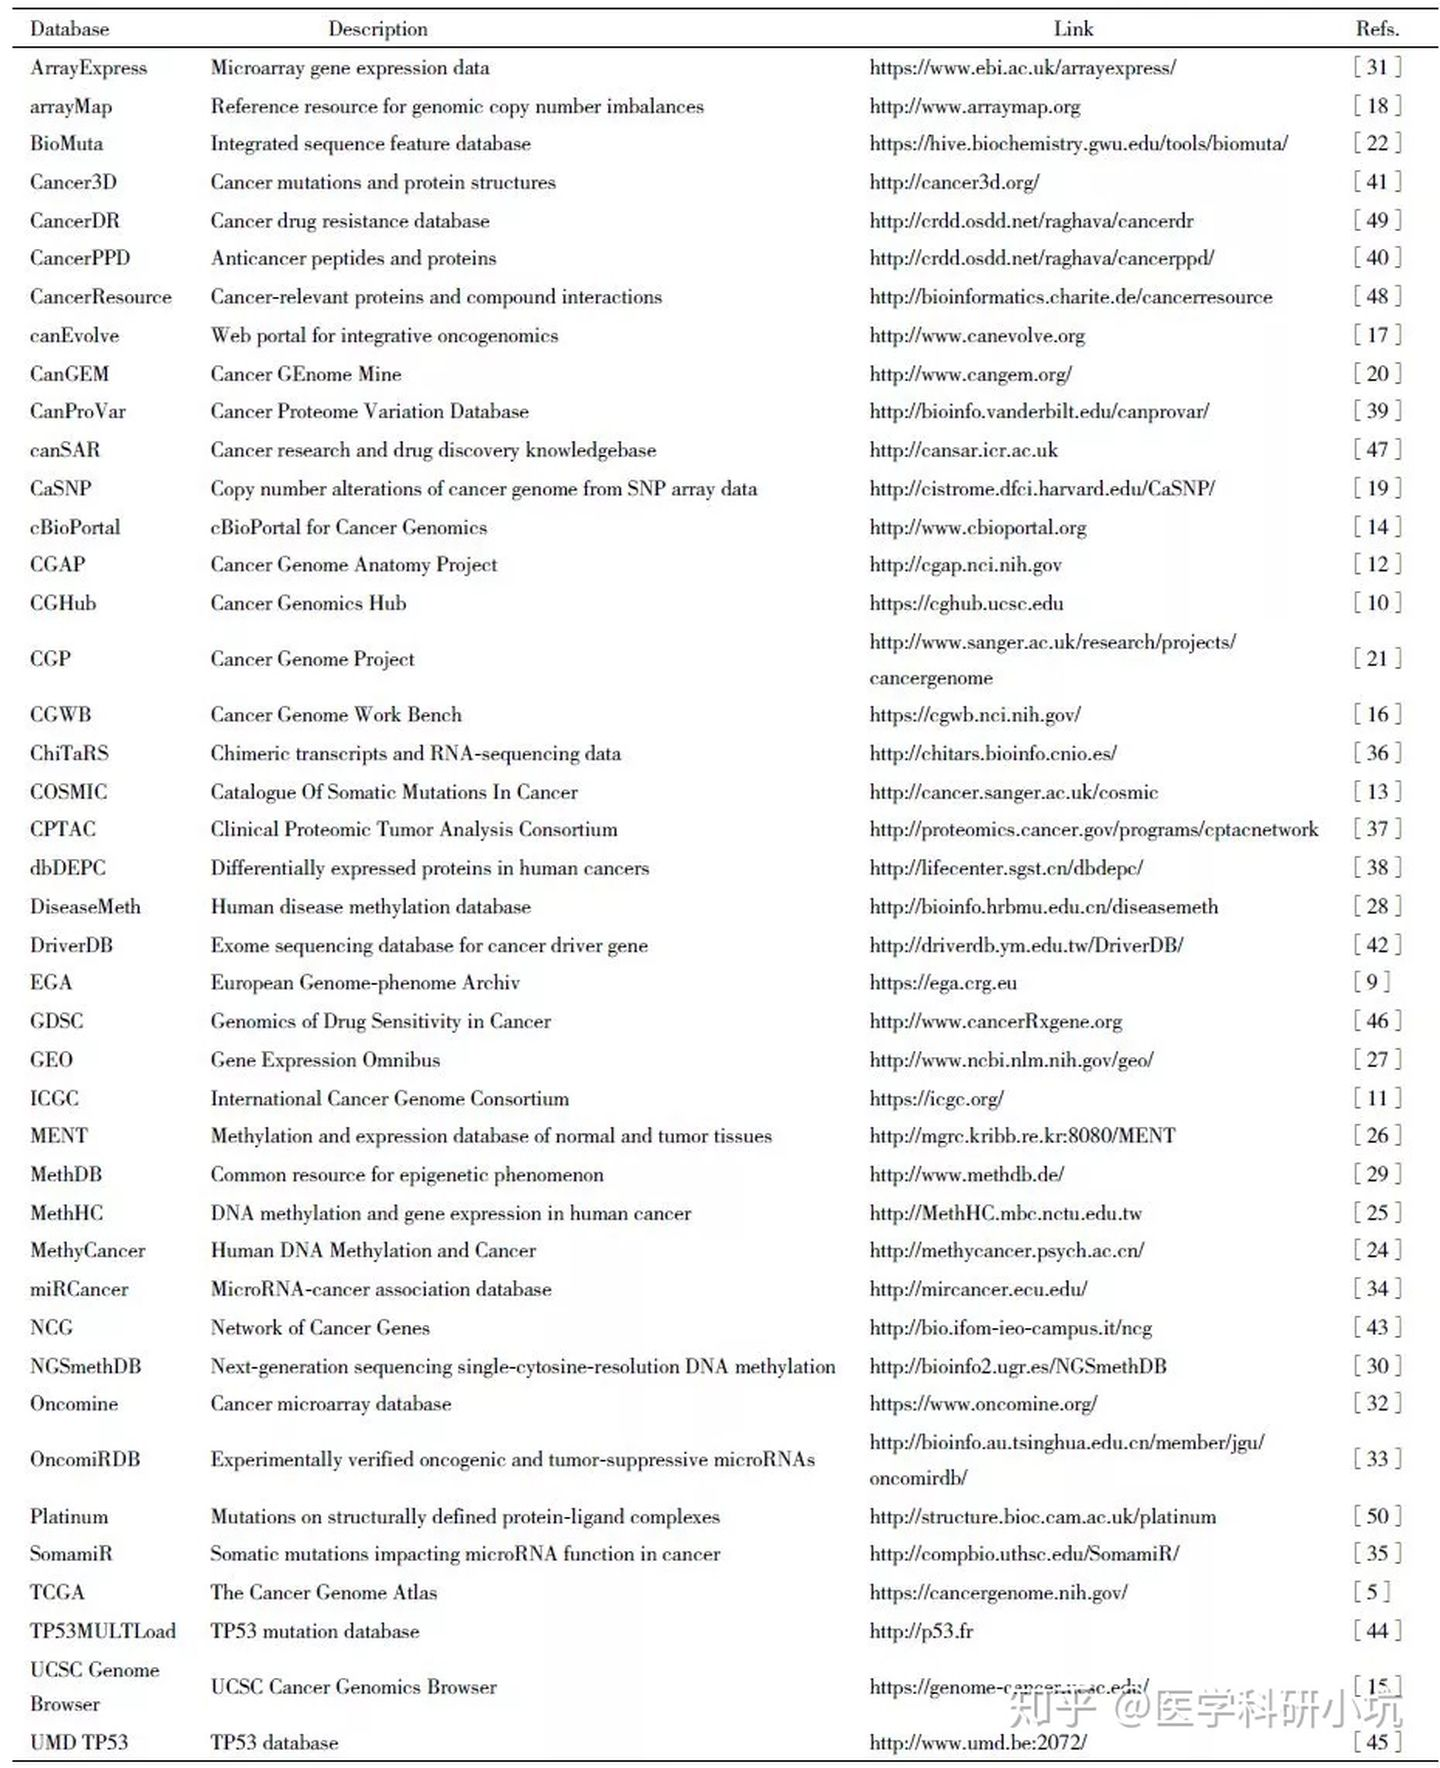 Database Description Link Refs.
ArrayExpress Microarray gene expression data https://www.ebi.ac.uk/arrayexpress/ [ 31 ]
arrayMap Reference resource for genomic copy number imbalances http://www.arraymap.org [ 18 ]
BioMuta Integrated sequence feature database https://hive.biochemistry.gwu.edu/tools/biomuta/ [ 22 ]
Cancer3D Cancer mutations and protein structures http://cancer3d.org/ [ 41 ]
CancerDR Cancer drug resistance database http://crdd.osdd.net/raghava/cancerdr [ 49 ]
CancerPPD Anticancer peptides and proteins http://crdd.osdd.net/raghava/cancerppd/ [ 40 ]
CancerResource Cancer-relevant proteins and compound interactions http://bioinformatics.charite.de/cancerresource [ 48 ]
canEvolve Web portal for integrative oncogenomics http://www.canevolve.org [ 17 ]
CanGEM Cancer GEnome Mine http://www.cangem.org/ [ 20 ]
CanProVar Cancer Proteome Variation Database http://bioinfo.vanderbilt.edu/canprovar/ [ 39 ]
canSAR Cancer research and drug discovery knowledgebase http://cansar.icr.ac.uk [ 47 ]
CaSNP Copy number alterations of cancer genome from SNP array data http://cistrome.dfci.harvard.edu/CaSNP/ [ 19 ]
cBioPortal cBioPortal for Cancer Genomics http://www.cbioportal.org [ 14 ]
CGAP Cancer Genome Anatomy Project http://cgap.nci.nih.gov [ 12 ]
CGHub Cancer Genomics Hub https://cghub.ucsc.edu [ 10 ]
http://www.sanger.ac.uk/research/projects/
CGP Cancer Genome Project [ 21 ]
cancergenome
CGWB Cancer Genome Work Bench https://cgwb.nci.nih.gov/ [ 16 ]
ChiTaRS Chimeric transcripts and RNA-sequencing data http://chitars.bioinfo.cnio.es/ [ 36 ]
COSMIC Catalogue Of Somatic Mutations In Cancer http://cancer.sanger.ac.uk/cosmic [ 13 ]
CPTAC Clinical Proteomic Tumor Analysis Consortium http://proteomics.cancer.gov/programs/cptacnetwork [ 37 ]
dbDEPC Differentially expressed proteins in human cancers http://lifecenter.sgst.cn/dbdepc/ [ 38 ]
DiseaseMeth Human disease methylation database http://bioinfo.hrbmu.edu.cn/diseasemeth [ 28 ]
DriverDB Exome sequencing database for cancer driver gene http://driverdb.ym.edu.tw/DriverDB/ [ 42 ]
EGA European Genome-phenome Archiv https://ega.crg.eu [ 9 ]
GDSC Genomics of Drug Sensitivity in Cancer http://www.cancerRxgene.org [ 46 ]
GEO Gene Expression Omnibus http://www.ncbi.nlm.nih.gov/geo/ [ 27 ]
ICGC International Cancer Genome Consortium https://icgc.org/ [ 11 ]
MENT Methylation and expression database of normal and tumor tissues http://mgrc.kribb.re.kr:8080/MENT [ 26 ]
MethDB Common resource for epigenetic phenomenon http://www.methdb.de/ [ 29 ]
MethHC DNA methylation and gene expression in human cancer http://MethHC.mbc.nctu.edu.tw [ 25 ]
MethyCancer Human DNA Methylation and Cancer http://methycancer.psych.ac.cn/ [ 24 ]
miRCancer MicroRNA-cancer association database http://mircancer.ecu.edu/ [ 34 ]
NCG Network of Cancer Genes http://bio.ifom-ieo-campus.it/ncg [ 43 ]
NGSmethDB Next-generation sequencing single-cytosine-resolution DNA methylation http://bioinfo2.ugr.es/NGSmethDB [ 30 ]
Oncomine Cancer microarray database https://www.oncomine.org/ [ 32 ]
http://bioinfo.au.tsinghua.edu.cn/member/jgu/
OncomiRDB Experimentally verified oncogenic and tumor-suppressive microRNAs [ 33 ]
oncomirdb/
Platinum Mutations on structurally defined protein-ligand complexes http://structure.bioc.cam.ac.uk/platinum [ 50 ]
SomamiR Somatic mutations impacting microRNA function in cancer http://compbio.uthsc.edu/SomamiR/ [ 35 ]
TCGA The Cancer Genome Atlas https://cancergenome.nih.gov/ [ 5 ]
TP53MULTLoad TP53 mutation database http://p53.fr [ 44 ]
UCSC Genome
Browser UCSC Cancer Genomics Browser https://genome-cancer.ucsc.edu/ [ 15 ]
知乎 @医学科研小坑
UMD TP53 TP53 database http://www.umd.be:2072/ [ 45 ]